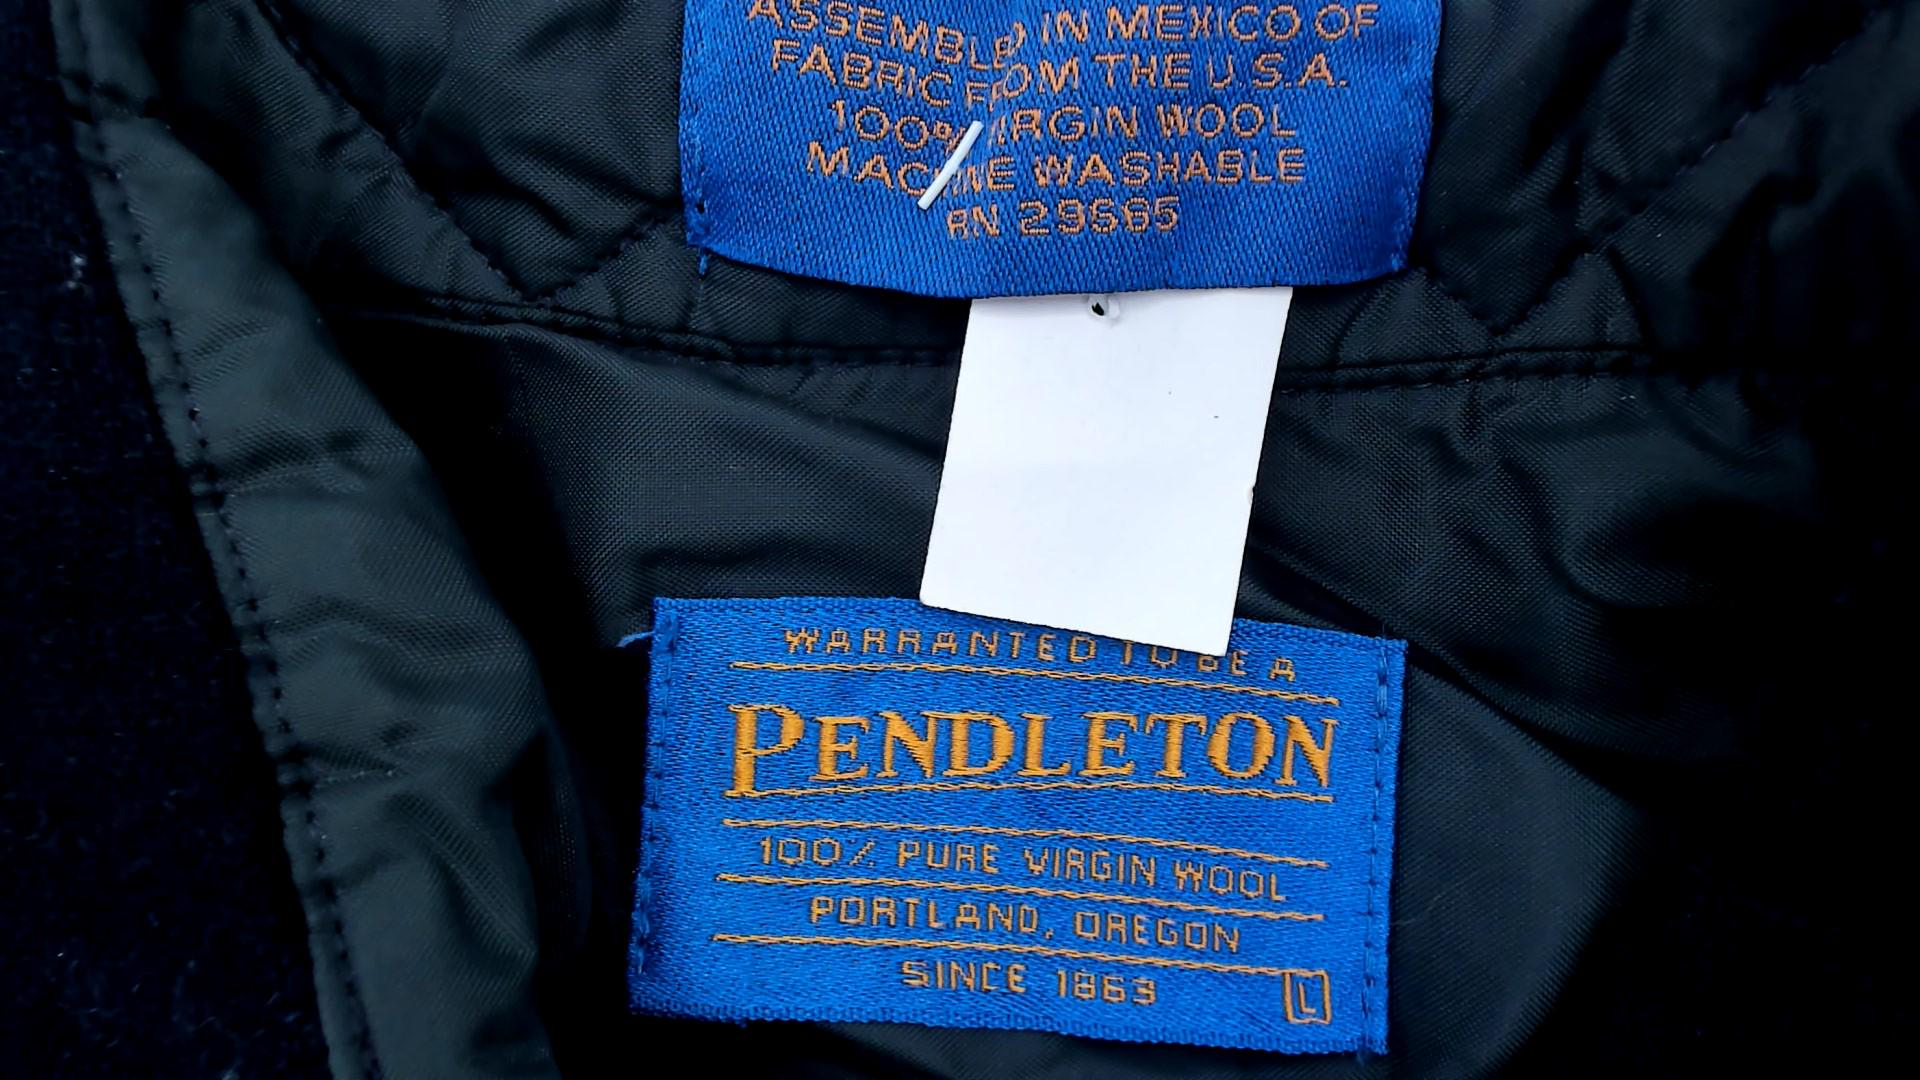 ASSEMBLED IN MEXICO OF
FABRIC FROM THE U.S.A.
100% VIRGIN WOOL
MACHINE WASHABLE
RN 29665
WARRANTED TO BE A
PENDLETON
100% PURE VIRGIN WOOL
PORTLAND, OREGON
SINCE 1863
L